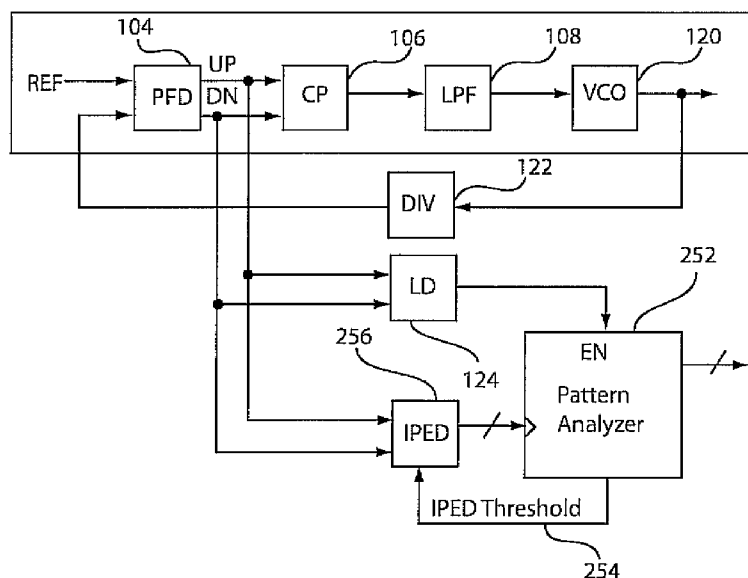 104
UP
106
108
120
REF
PFD
DN
CP
LPF
VCO
122
DIV
LD
252
124
EN
256
Pattern
Analyzer
IPED
IPED Threshold
254